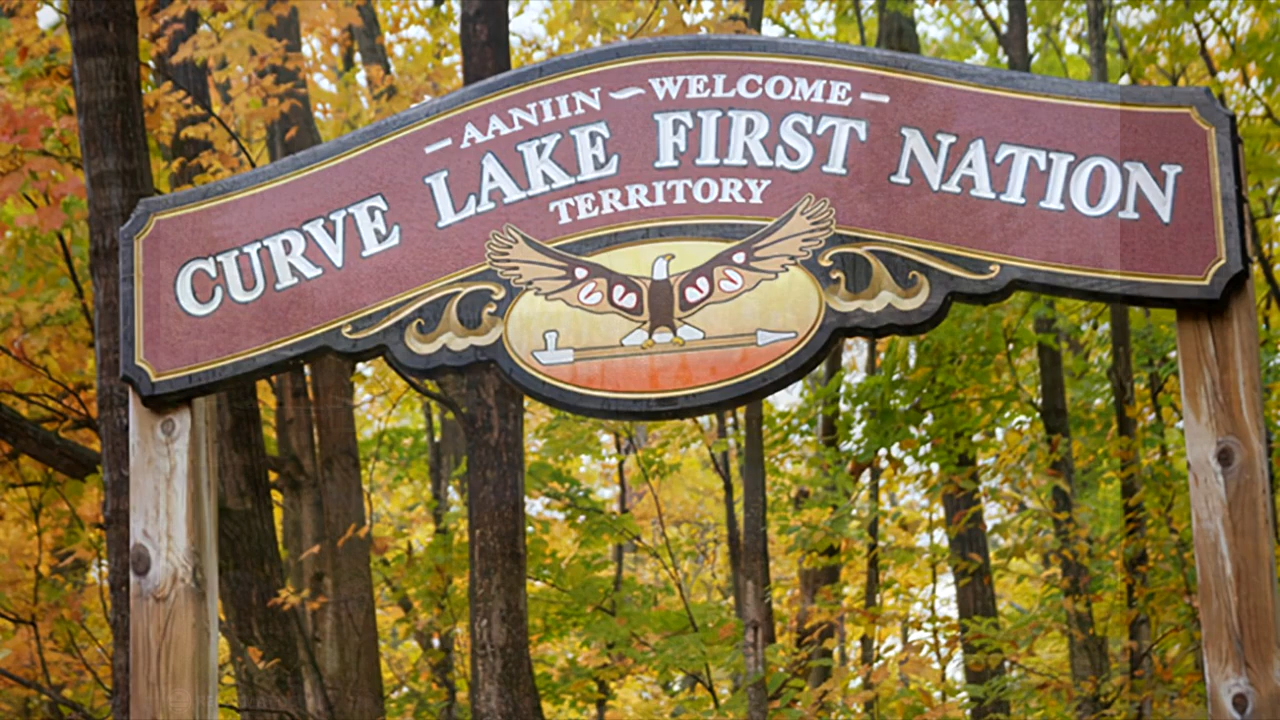 – AANIIN ~ WELCOME –
CURVE LAKE FIRST NATION
TERRITORY